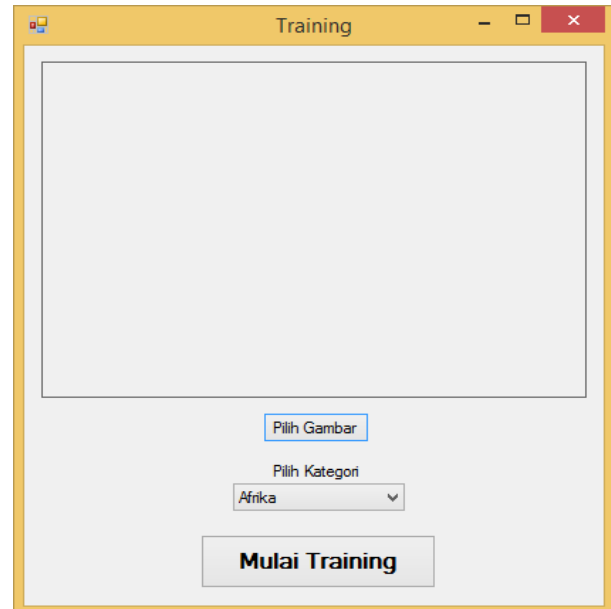 Training
Pilih Gambar
Pilih Kategori
Afrika
Mulai Training